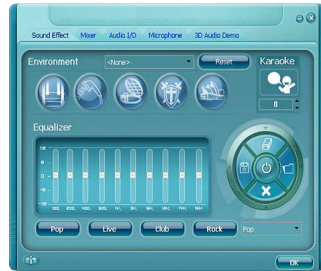 Sound Effect Mixer Audio I/O Microphone 3D Audio Demo
Environment <None> Reset Karaoke
0
Equalizer
Pop Live Club Rock Pop
OK